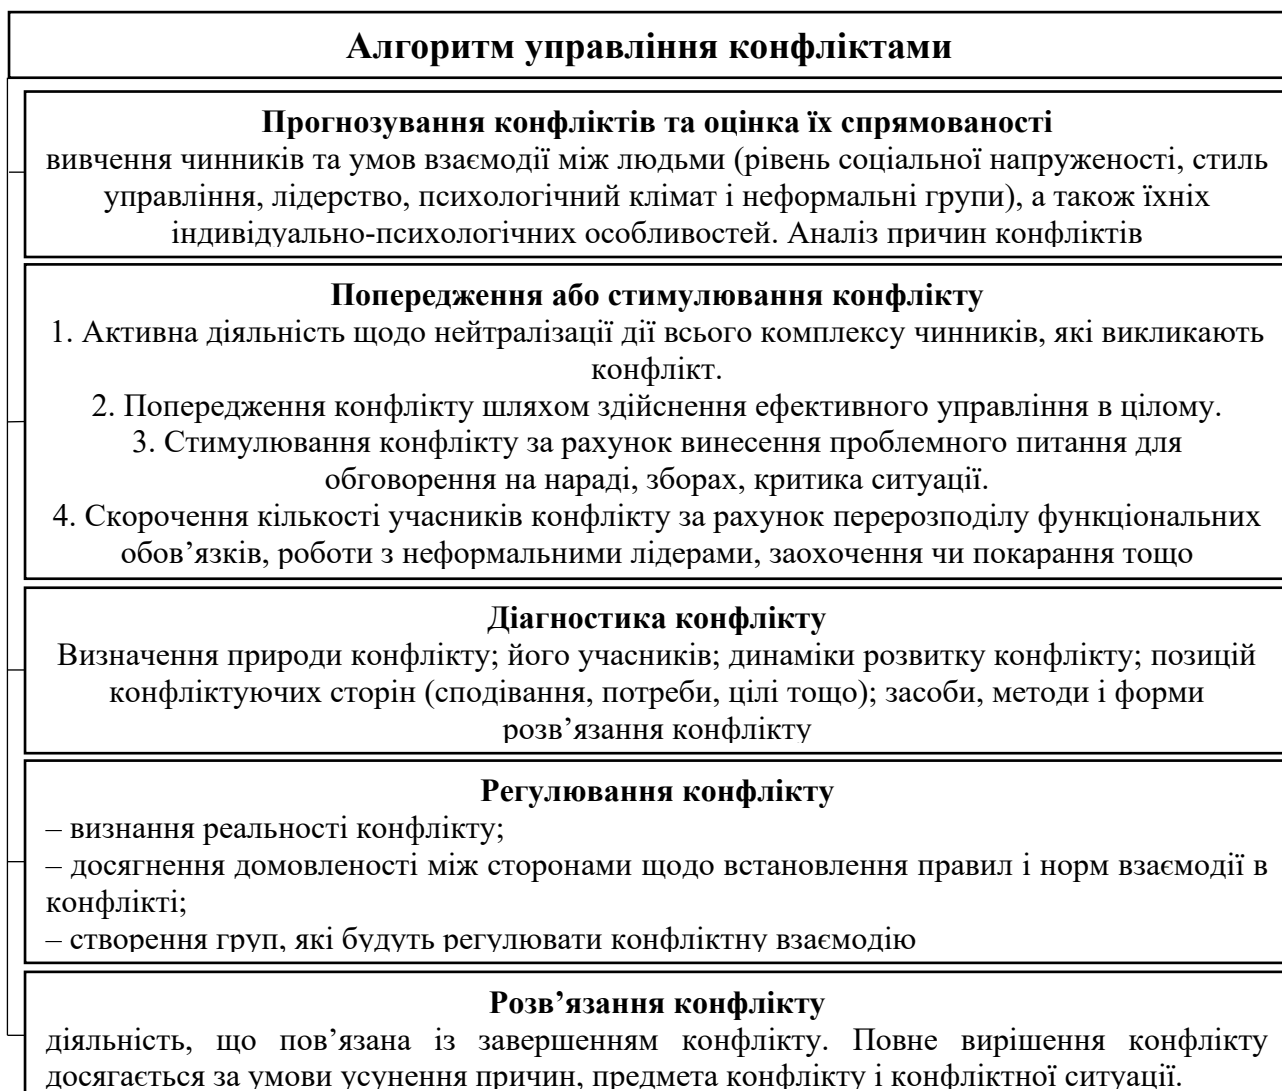 Алгоритм управління конфліктами
Прогнозування конфліктів та оцінка їх спрямованості
вивчення чинників та умов взаємодії між людьми (рівень соціальної напруженості, стиль
управління, лідерство, психологічний клімат і неформальні групи), а також їхніх
індивідуально-психологічних особливостей. Аналіз причин конфліктів
Попередження або стимулювання конфлікту
1. Активна діяльність щодо нейтралізації дії всього комплексу чинників, які викликають
конфлікт.
2. Попередження конфлікту шляхом здійснення ефективного управління в цілому.
3. Стимулювання конфлікту за рахунок винесення проблемного питання для
обговорення на нараді, зборах, критика ситуації.
4. Скорочення кількості учасників конфлікту за рахунок перерозподілу функціональних
обов’язків, роботи з неформальними лідерами, заохочення чи покарання тощо
Діагностика конфлікту
Визначення природи конфлікту; його учасників; динаміки розвитку конфлікту; позицій
конфліктуючих сторін (сподівання, потреби, цілі тощо); засоби, методи і форми
розв’язання конфлікту
Регулювання конфлікту
– визнання реальності конфлікту;
– досягнення домовленості між сторонами щодо встановлення правил і норм взаємодії в
конфлікті;
– створення груп, які будуть регулювати конфліктну взаємодію
Розв’язання конфлікту
діяльність, що пов’язана із завершенням конфлікту. Повне вирішення конфлікту
досягається за умови усунення причин, предмета конфлікту і конфліктної ситуації.